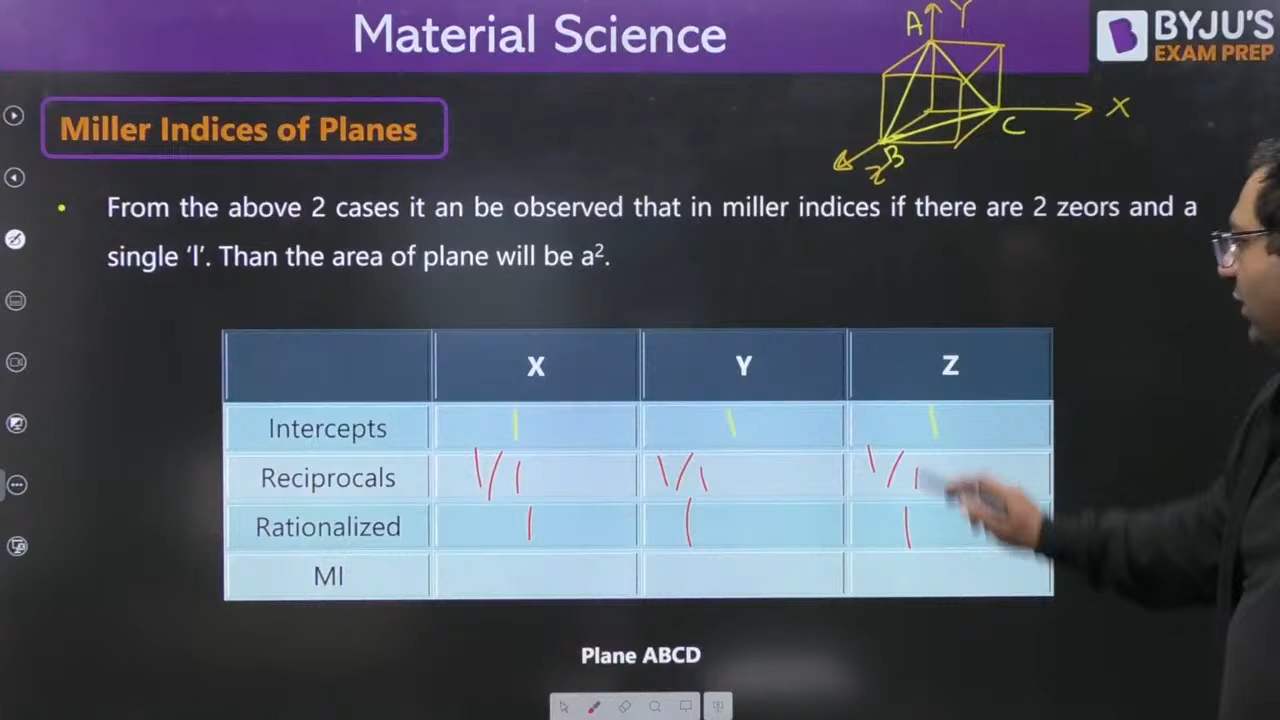 Material Science
A Y
BYJU'S
EXAM PREP
Miller Indices of Planes
X
C
B
z
From the above 2 cases it an be observed that in miller indices if there are 2 zeors and a
single ‘l’. Than the area of plane will be a².
X Y Z
Intercepts 1 1 1
Reciprocals 1/1 1/1 1/1
Rationalized 1 1 1
MI
Plane ABCD